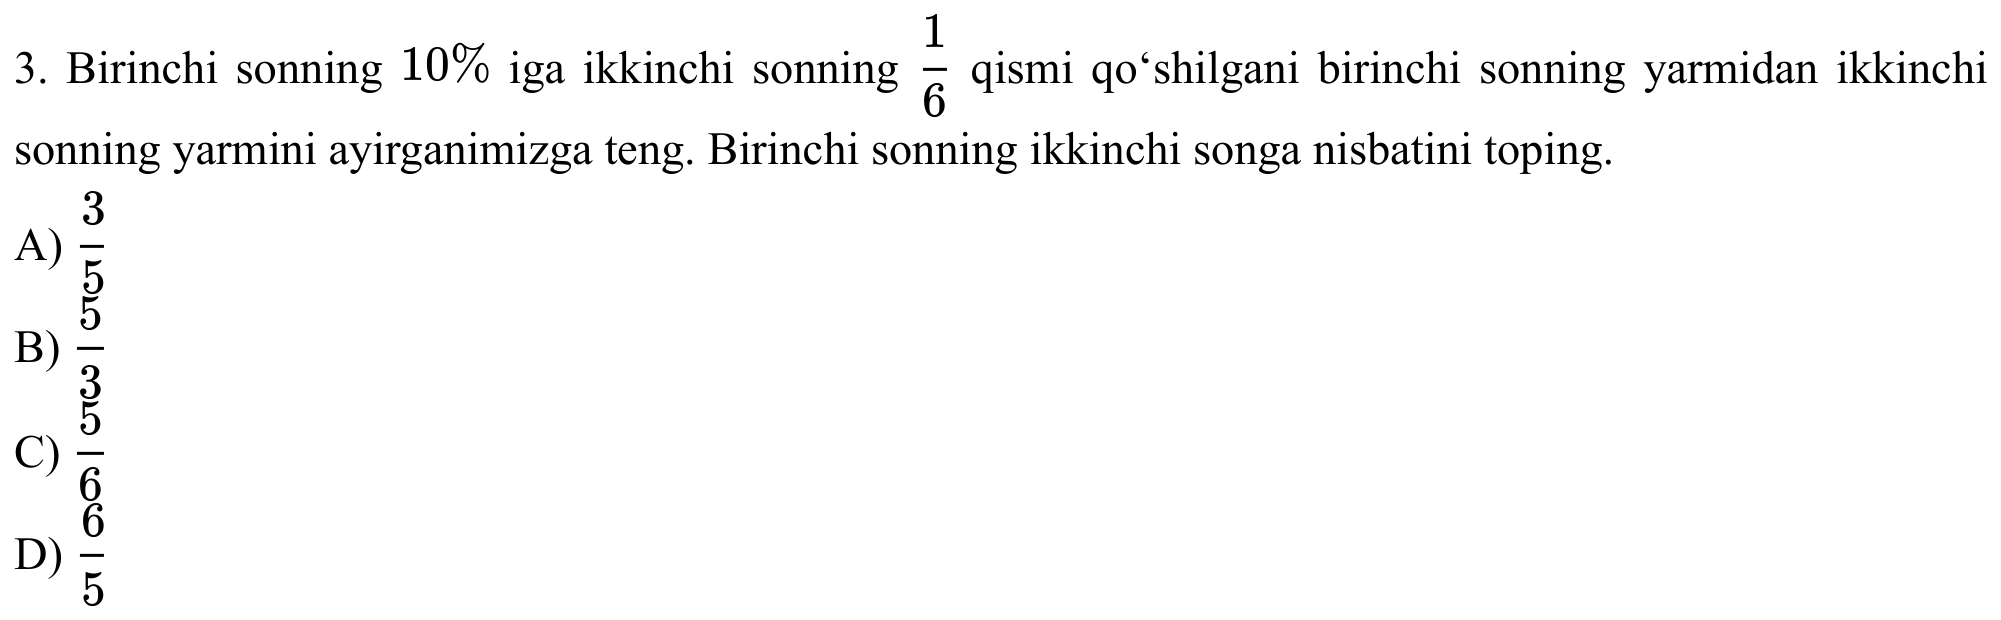 3. Birinchi sonning 10% iga ikkinchi sonning 1/6 qismi qo‘shilgani birinchi sonning yarmidan ikkinchi
sonning yarmini ayirganimizga teng. Birinchi sonning ikkinchi songa nisbatini toping.
A) 3/5
B) 5/3
C) 5/6
D) 6/5